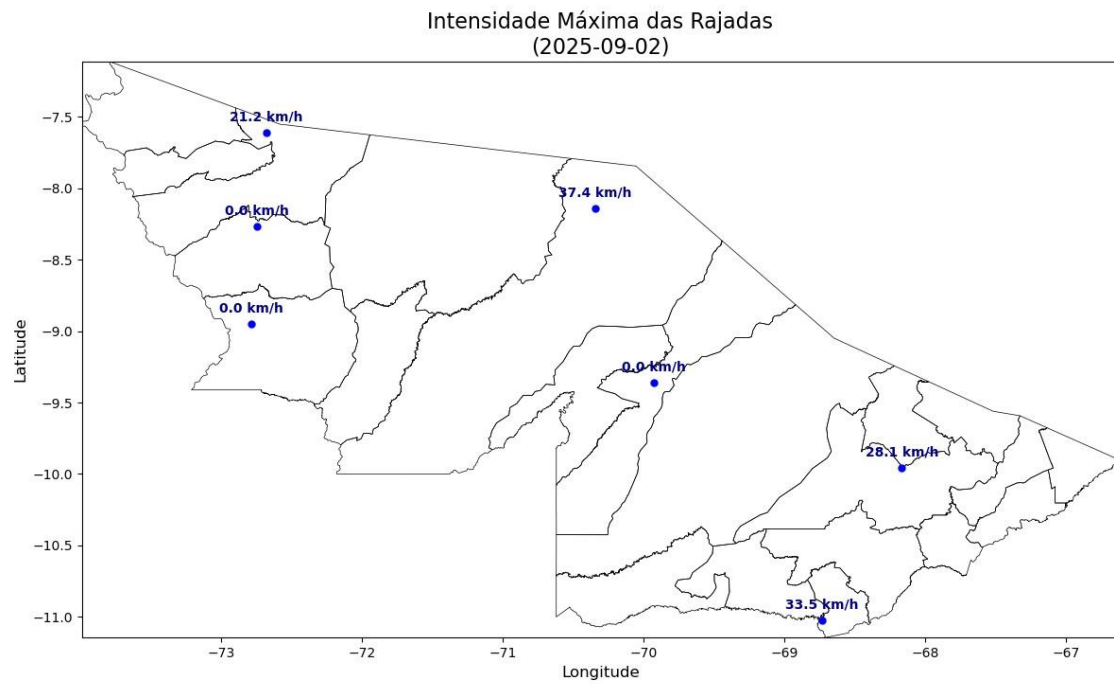 Intensidade Máxima das Rajadas
(2025-09-02)
−7.5
21.2 km/h
−8.0
37.4 km/h
0.0 km/h
−8.5
0.0 km/h
−9.0
0.0 km/h
−9.5
28.1 km/h
−10.0
−10.5
33.5 km/h
−11.0
Latitude
−73
−72
−71
−70
−69
−68
−67
Longitude